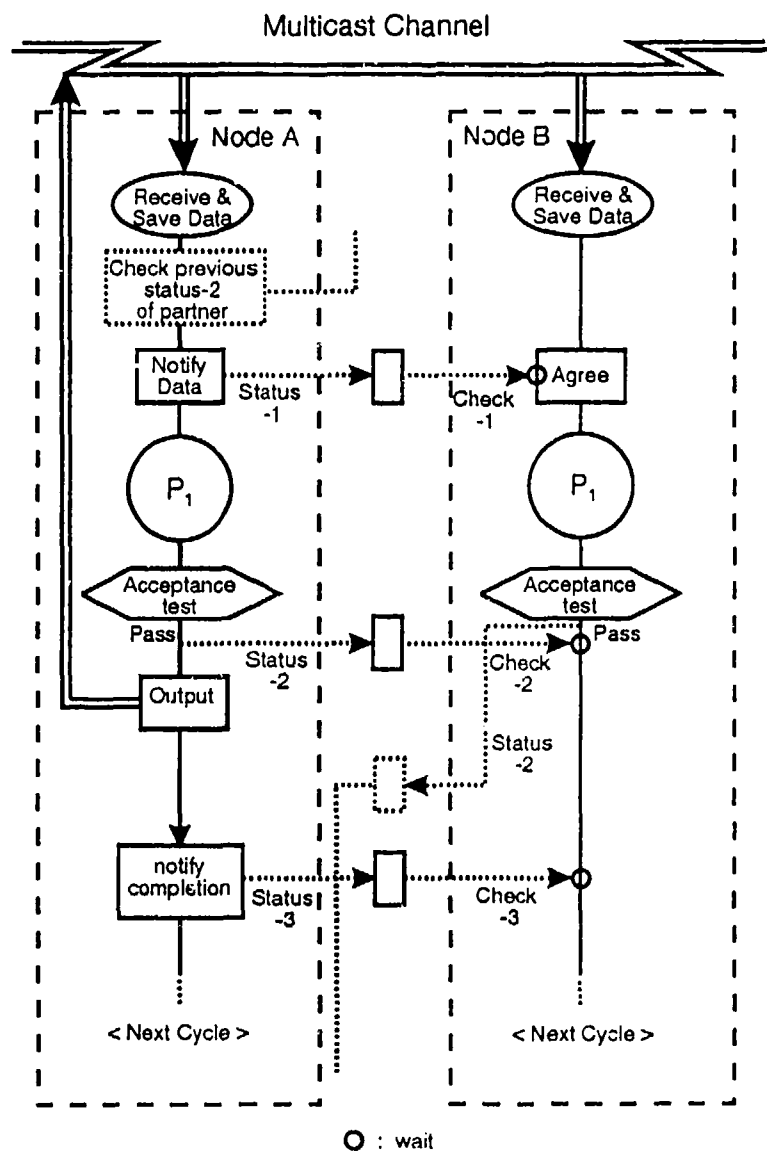 Multicast Channel
Node A
Node B
Receive &
Save Data
Receive &
Save Data
Check previous
status-2
of partner
Notify
Data
Status
-1
Check
-1
Agree
P1
P1
Acceptance
test
Acceptance
test
Pass
Pass
Status
-2
Check
-2
Output
Status
-2
notify
completion
Status
-3
Check
-3
< Next Cycle >
< Next Cycle >
O : wait